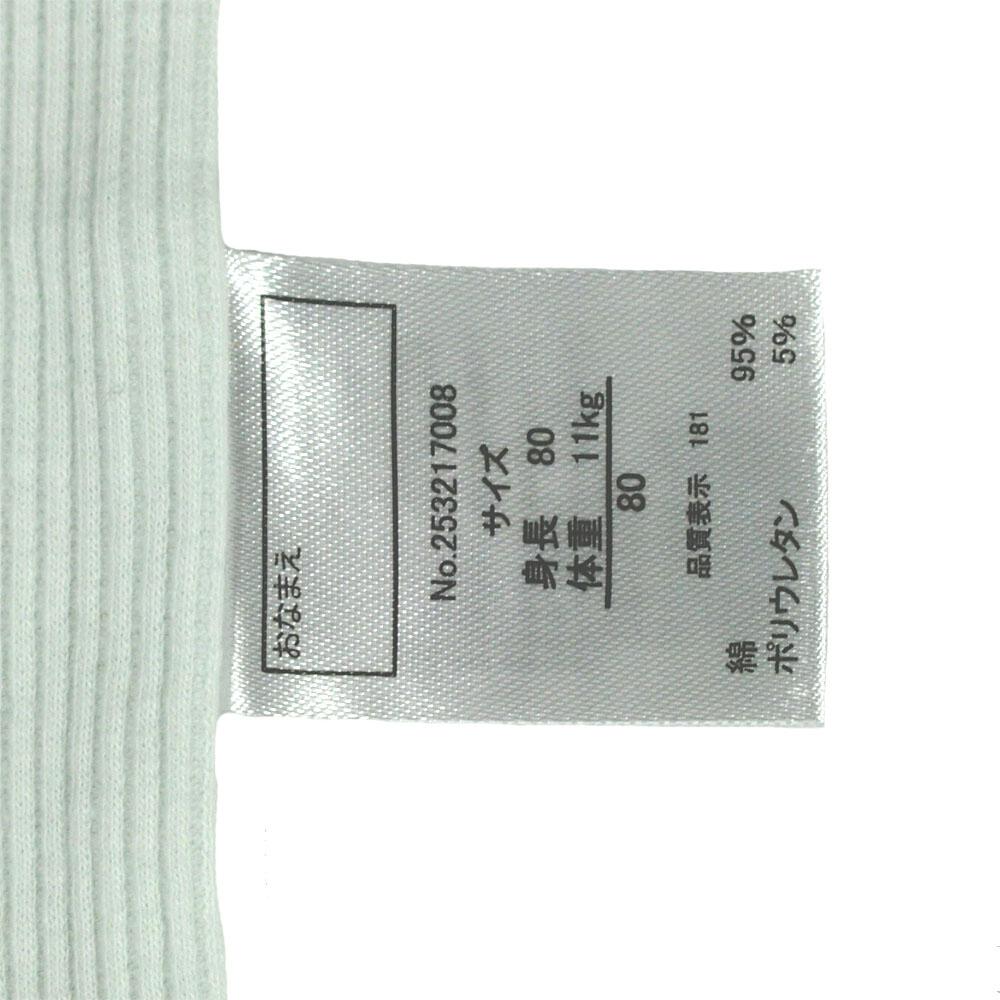 おなまえ
No.253217008
サイズ
身長 80
体重 11kg
80
品質表示 181
綿 95%
ポリウレタン 5%